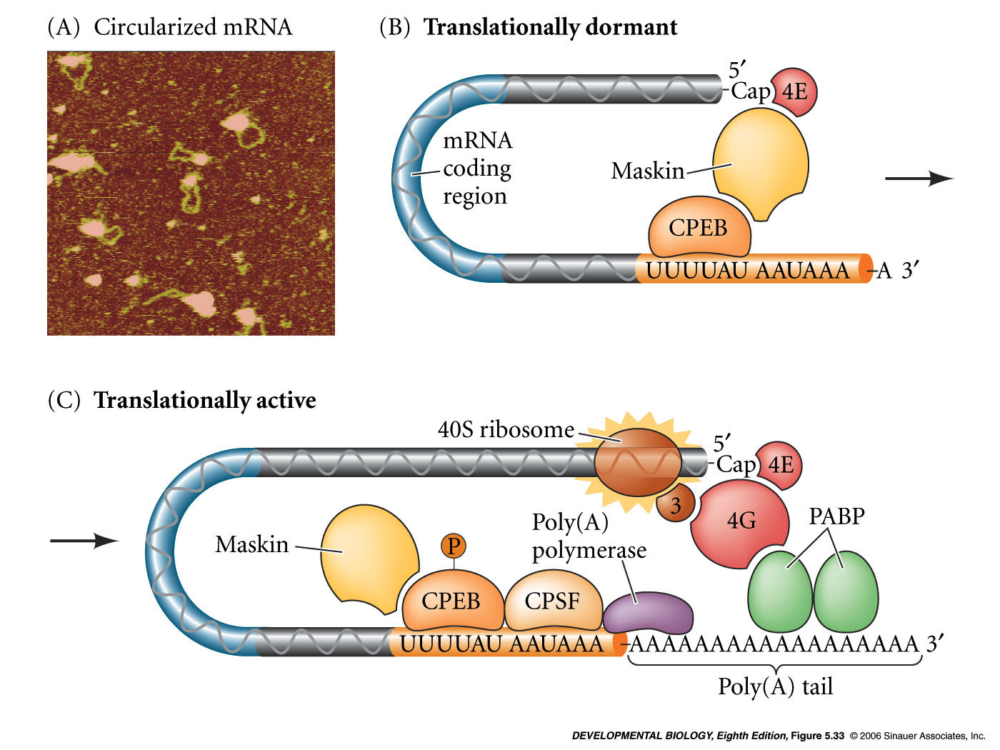 (A) Circularized mRNA
(B) Translationally dormant
5′
Cap
4E
mRNA
coding
region
Maskin
CPEB
UUUUAU AAUAAA
A 3′
(C) Translationally active
40S ribosome
5′
Cap
4E
3
4G
PABP
Poly(A)
polymerase
Maskin
P
CPEB
CPSF
UUUUAU AAUAAA
AAAAAAAAAAAAAAAAAA 3′
Poly(A) tail
DEVELOPMENTAL BIOLOGY, Eighth Edition, Figure 5.33 © 2006 Sinauer Associates, Inc.